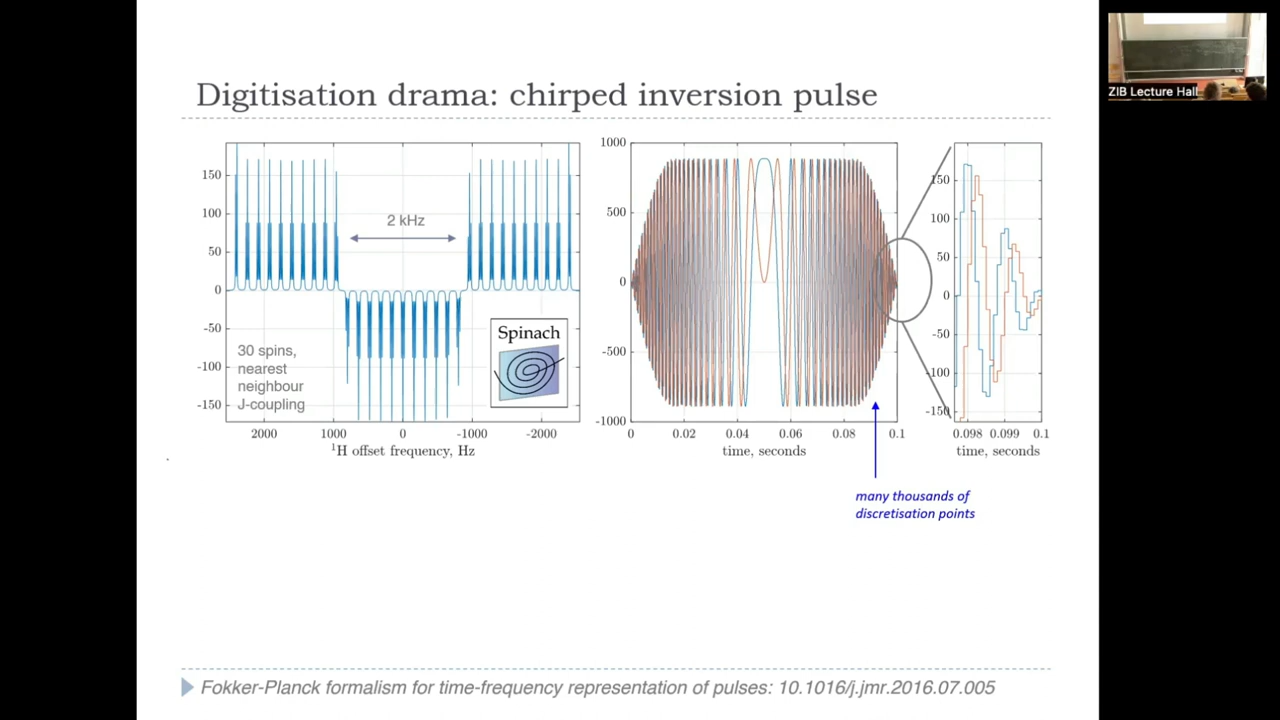 Digitisation drama: chirped inversion pulse
ZIB Lecture Hall
150
100
50
0
-50
-100
-150
2 kHz
30 spins,
nearest
neighbour
J-coupling
Spinach
2000 1000 0 -1000 -2000
¹H offset frequency, Hz
1000
500
0
-500
-1000
0 0.02 0.04 0.06 0.08 0.1
time, seconds
150
100
50
0
-50
-100
-150
0.098 0.099 0.1
time, seconds
many thousands of
discretisation points
Fokker-Planck formalism for time-frequency representation of pulses: 10.1016/j.jmr.2016.07.005